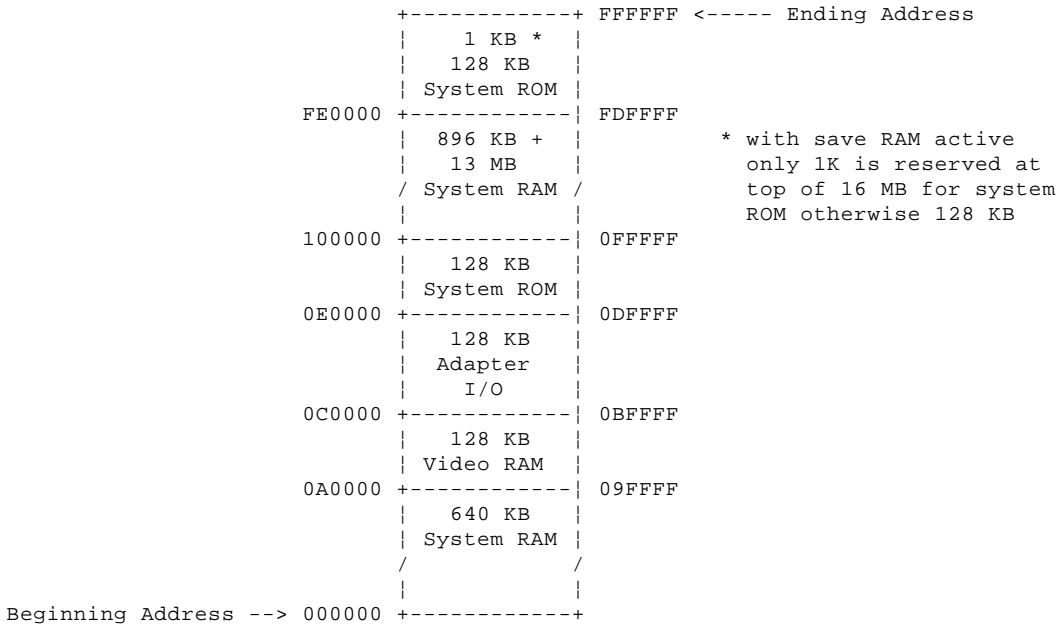 +------------+ FFFFFF <----- Ending Address
¦ 1 KB * ¦
¦ 128 KB ¦
¦ System ROM ¦
FE0000 +------------¦ FDFFFF
¦ 896 KB + ¦ * with save RAM active
¦ 13 MB ¦ only 1K is reserved at
/ System RAM / top of 16 MB for system
¦ ¦ ROM otherwise 128 KB
100000 +------------¦ 0FFFFF
¦ 128 KB ¦
¦ System ROM ¦
0E0000 +------------¦ 0DFFFF
¦ 128 KB ¦
¦ Adapter ¦
¦ I/O ¦
0C0000 +------------¦ 0BFFFF
¦ 128 KB ¦
¦ Video RAM ¦
0A0000 +------------¦ 09FFFF
¦ 640 KB ¦
¦ System RAM ¦
/ /
¦ ¦
Beginning Address --> 000000 +------------+